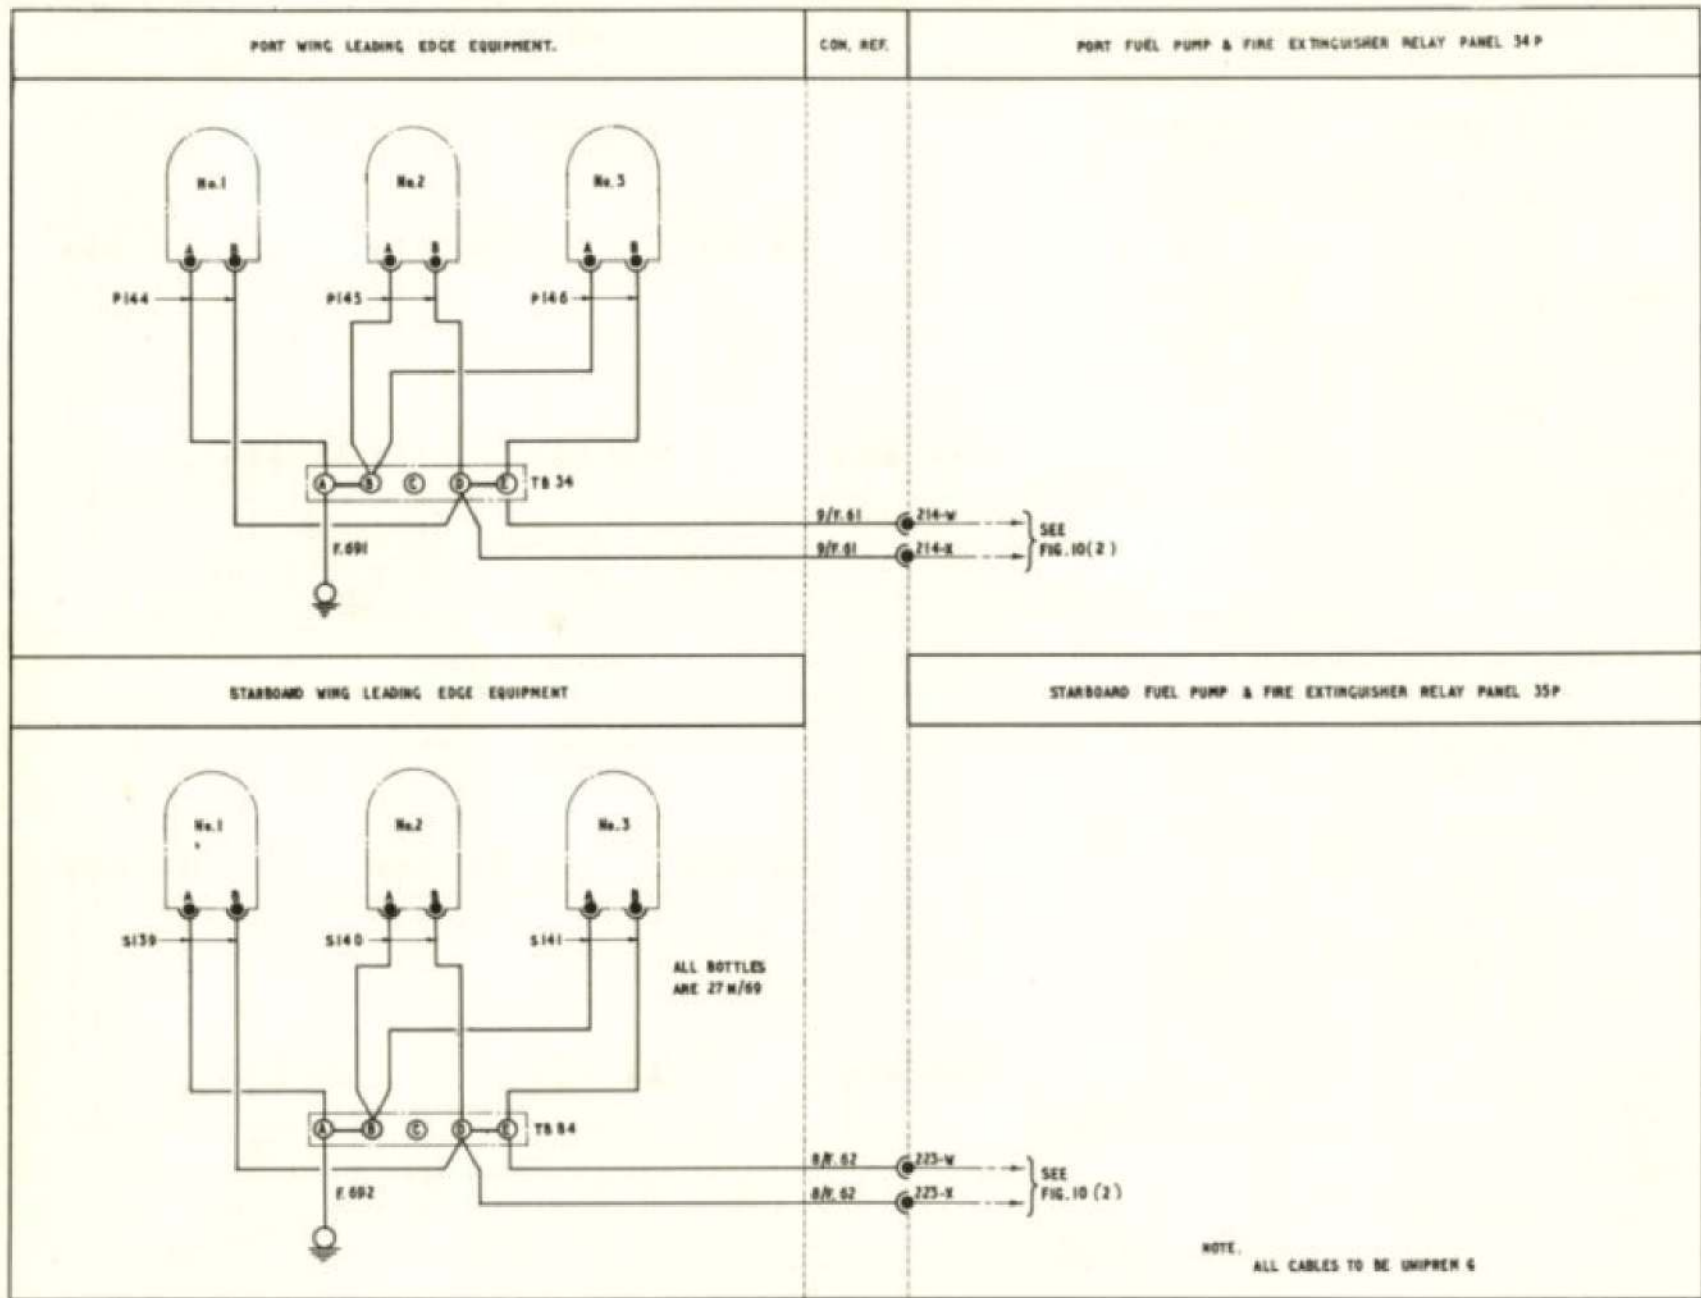 PORT WING LEADING EDGE EQUIPMENT.
CON. REF.
PORT FUEL PUMP & FIRE EXTINGUISHER RELAY PANEL 34P
No.1
No.2
No.3
A B
A B
A B
P144
P145
P146
A B C D E
TB 34
F.691
9/F.61
214-W
9/F.61
214-X
SEE
FIG.10(2)
STARBOARD WING LEADING EDGE EQUIPMENT
STARBOARD FUEL PUMP & FIRE EXTINGUISHER RELAY PANEL 35P
No.1
No.2
No.3
A B
A B
A B
S139
S140
S141
ALL BOTTLES
ARE 27N/69
A B C D E
TB 84
F.692
8/F.62
223-W
8/F.62
223-X
SEE
FIG.10(2)
NOTE.
ALL CABLES TO BE UNIPREN 6